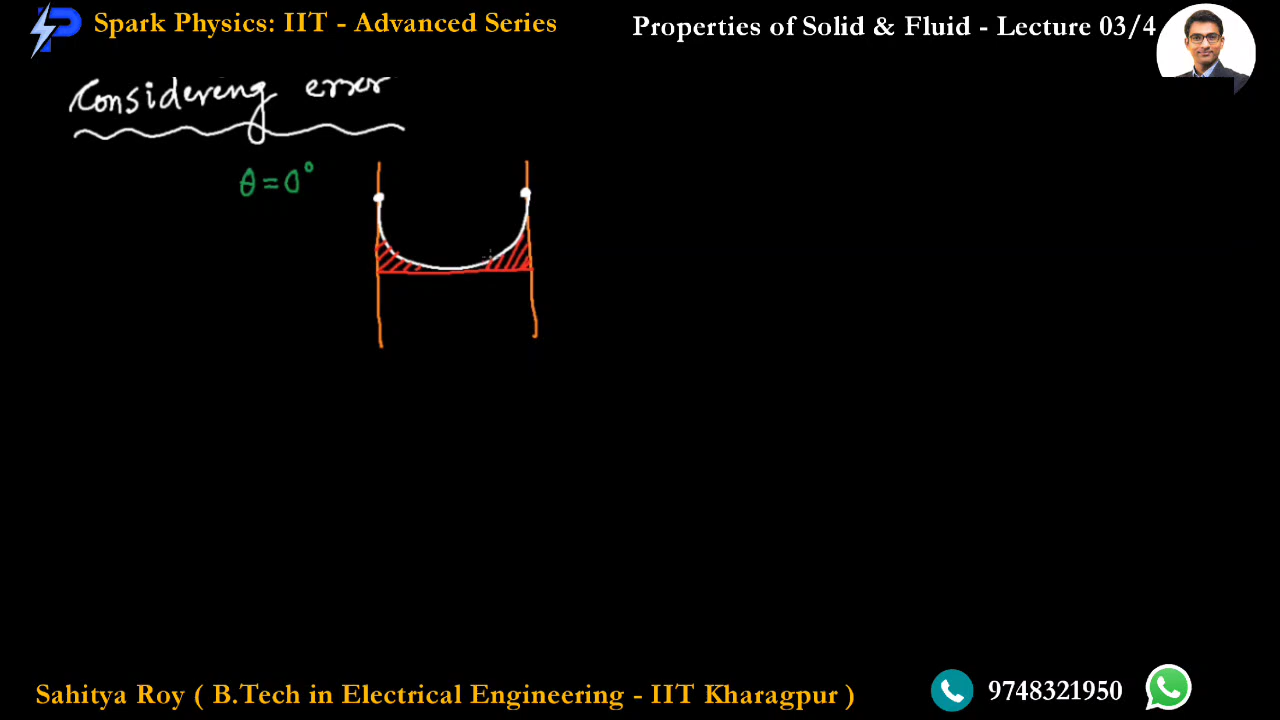 Spark Physics: IIT - Advanced Series
Properties of Solid & Fluid - Lecture 03/4
Considering error
θ = 0°
Sahitya Roy ( B.Tech in Electrical Engineering - IIT Kharagpur )
9748321950